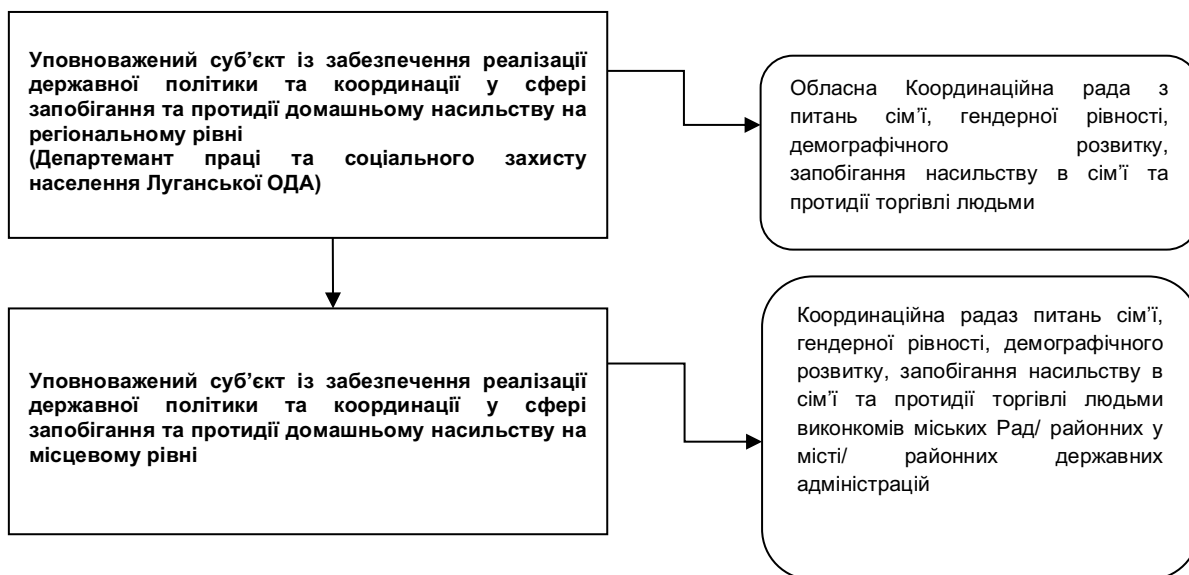 Уповноважений суб’єкт із забезпечення реалізації
державної політики та координації у сфері
запобігання та протидії домашньому насильству на
регіональному рівні
(Департемант праці та соціального захисту
населення Луганської ОДА)
Обласна Координаційна рада з
питань сім’ї, гендерної рівності,
демографічного розвитку,
запобігання насильству в сім’ї та
протидії торгівлі людьми
Уповноважений суб’єкт із забезпечення реалізації
державної політики та координації у сфері
запобігання та протидії домашньому насильству на
місцевому рівні
Координаційна радаз питань сім’ї,
гендерної рівності, демографічного
розвитку, запобігання насильству в
сім’ї та протидії торгівлі людьми
виконкомів міських Рад/ районних у
місті/ районних державних
адміністрацій